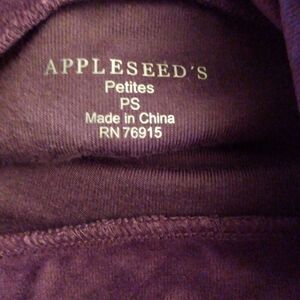 APPLESEED'S
Petites
PS
Made in China
RN 76915